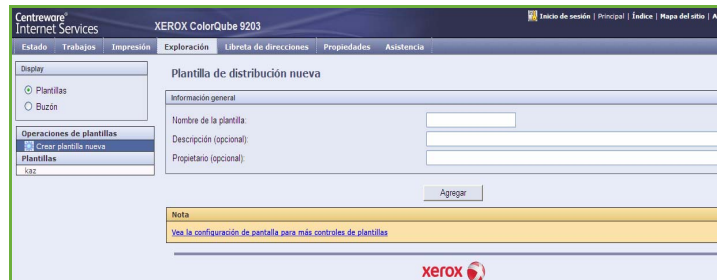 Centreware®
Internet Services
XEROX ColorQube 9203
Inicio de sesión | Principal | Índice | Mapa del sitio | A
Estado Trabajos Impresión Exploración Libreta de direcciones Propiedades Asistencia
Display
Plantillas
Buzón
Operaciones de plantillas
Crear plantilla nueva
Plantillas
kaz
Plantilla de distribución nueva
Información general
Nombre de la plantilla:
Descripción (opcional):
Propietario (opcional):
Agregar
Nota
Vea la configuración de pantalla para más controles de plantillas
xerox